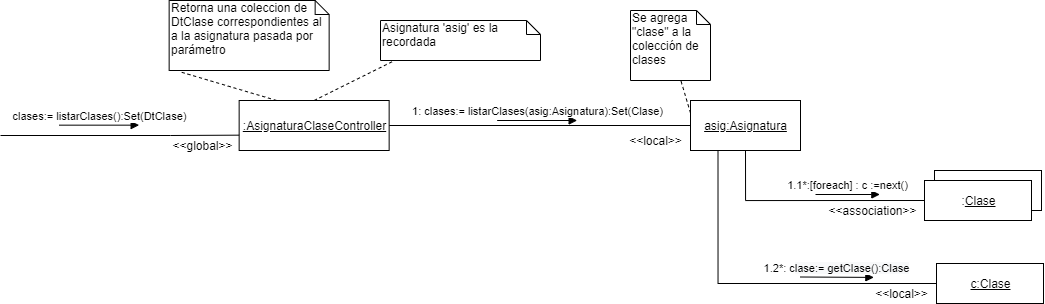 Retorna una coleccion de
DtClase correspondientes al
a la asignatura pasada por
parámetro
Asignatura 'asig' es la
recordada
Se agrega
"clase" a la
colección de
clases
clases:= listarClases():Set(DtClase)
<<global>>
:AsignaturaClaseController
1: clases:= listarClases(asig:Asignatura):Set(Clase)
<<local>>
asig:Asignatura
1.1*:[foreach] : c :=next()
<<association>>
:Clase
1.2*: clase:= getClase():Clase
<<local>>
c:Clase